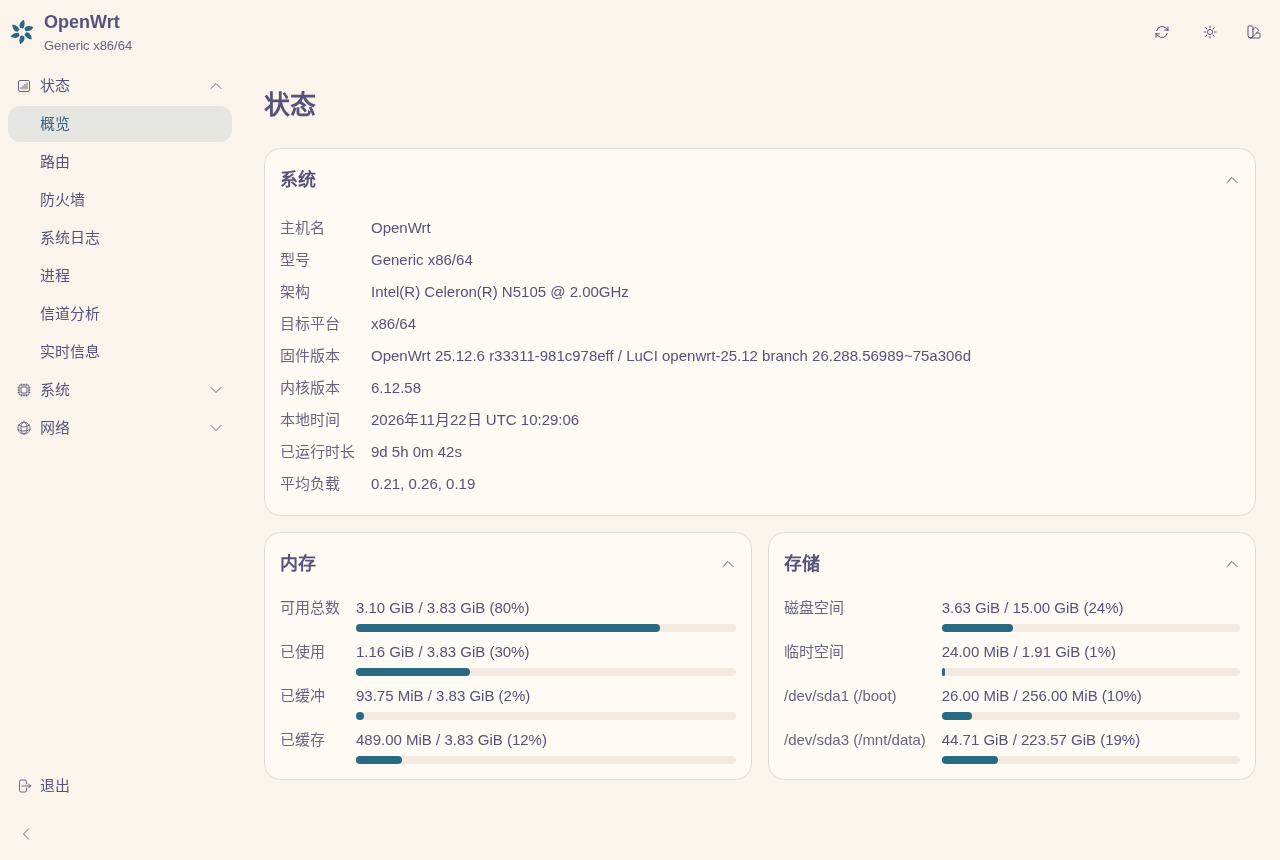 OpenWrt
Generic x86/64
状态
概览
路由
防火墙
系统日志
进程
信道分析
实时信息
系统
网络
退出
状态
系统
主机名 OpenWrt
型号 Generic x86/64
架构 Intel(R) Celeron(R) N5105 @ 2.00GHz
目标平台 x86/64
固件版本 OpenWrt 25.12.6 r33311-981c978eff / LuCI openwrt-25.12 branch 26.288.56989~75a306d
内核版本 6.12.58
本地时间 2026年11月22日 UTC 10:29:06
已运行时长 9d 5h 0m 42s
平均负载 0.21, 0.26, 0.19
内存
可用总数 3.10 GiB / 3.83 GiB (80%)
已使用 1.16 GiB / 3.83 GiB (30%)
已缓冲 93.75 MiB / 3.83 GiB (2%)
已缓存 489.00 MiB / 3.83 GiB (12%)
存储
磁盘空间 3.63 GiB / 15.00 GiB (24%)
临时空间 24.00 MiB / 1.91 GiB (1%)
/dev/sda1 (/boot) 26.00 MiB / 256.00 MiB (10%)
/dev/sda3 (/mnt/data) 44.71 GiB / 223.57 GiB (19%)